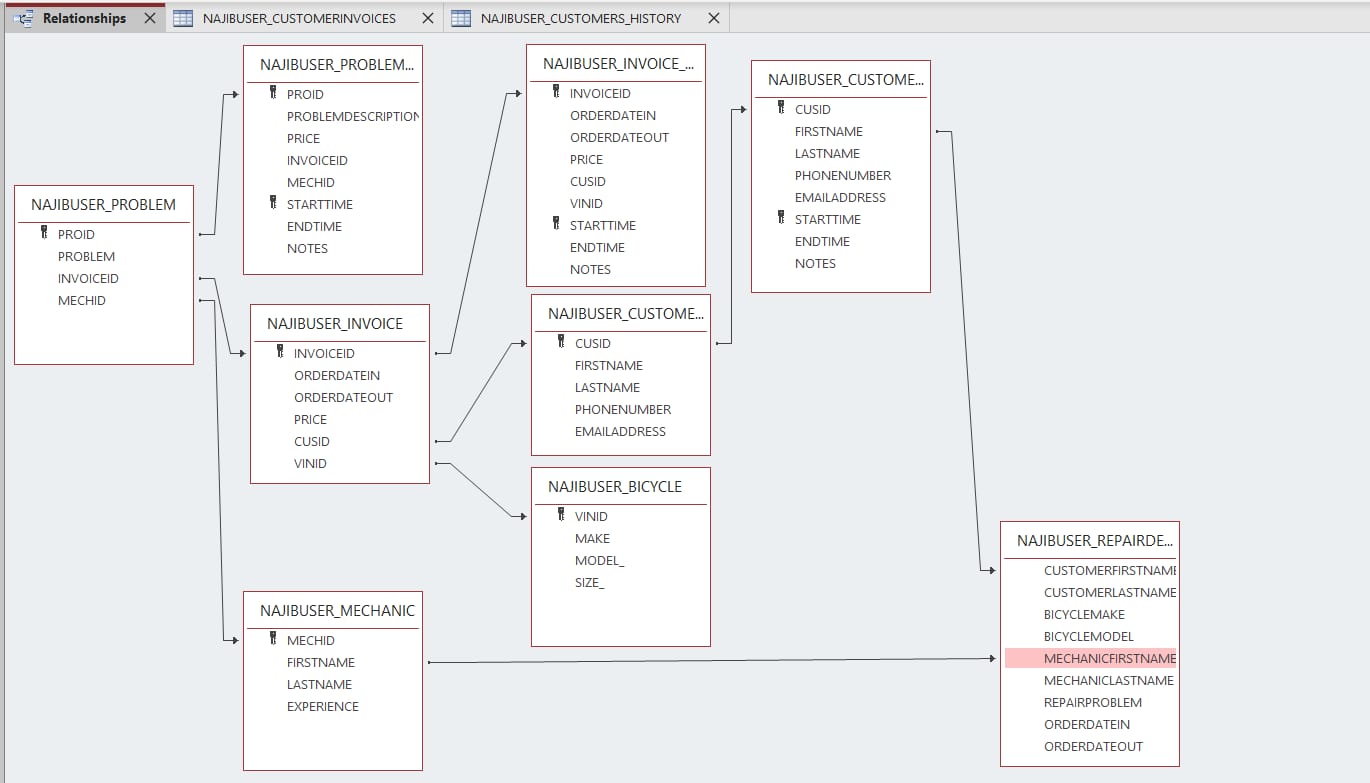 Relationships
NAJIBUSER_CUSTOMERINVOICES
NAJIBUSER_CUSTOMERS_HISTORY
NAJIBUSER_PROBLEM
PROID
PROBLEM
INVOICEID
MECHID
NAJIBUSER_PROBLEM...
PROID
PROBLEMDESCRIPTION
PRICE
INVOICEID
MECHID
STARTTIME
ENDTIME
NOTES
NAJIBUSER_INVOICE
INVOICEID
ORDERDATEIN
ORDERDATEOUT
PRICE
CUSID
VINID
NAJIBUSER_MECHANIC
MECHID
FIRSTNAME
LASTNAME
EXPERIENCE
NAJIBUSER_INVOICE_...
INVOICEID
ORDERDATEIN
ORDERDATEOUT
PRICE
CUSID
VINID
STARTTIME
ENDTIME
NOTES
NAJIBUSER_CUSTOME...
CUSID
FIRSTNAME
LASTNAME
PHONENUMBER
EMAILADDRESS
NAJIBUSER_BICYCLE
VINID
MAKE
MODEL_
SIZE_
NAJIBUSER_CUSTOME...
CUSID
FIRSTNAME
LASTNAME
PHONENUMBER
EMAILADDRESS
STARTTIME
ENDTIME
NOTES
NAJIBUSER_REPAIRDE...
CUSTOMERFIRSTNAME
CUSTOMERLASTNAME
BICYCLEMAKE
BICYCLEMODEL
MECHANICFIRSTNAME
MECHANICLASTNAME
REPAIRPROBLEM
ORDERDATEIN
ORDERDATEOUT